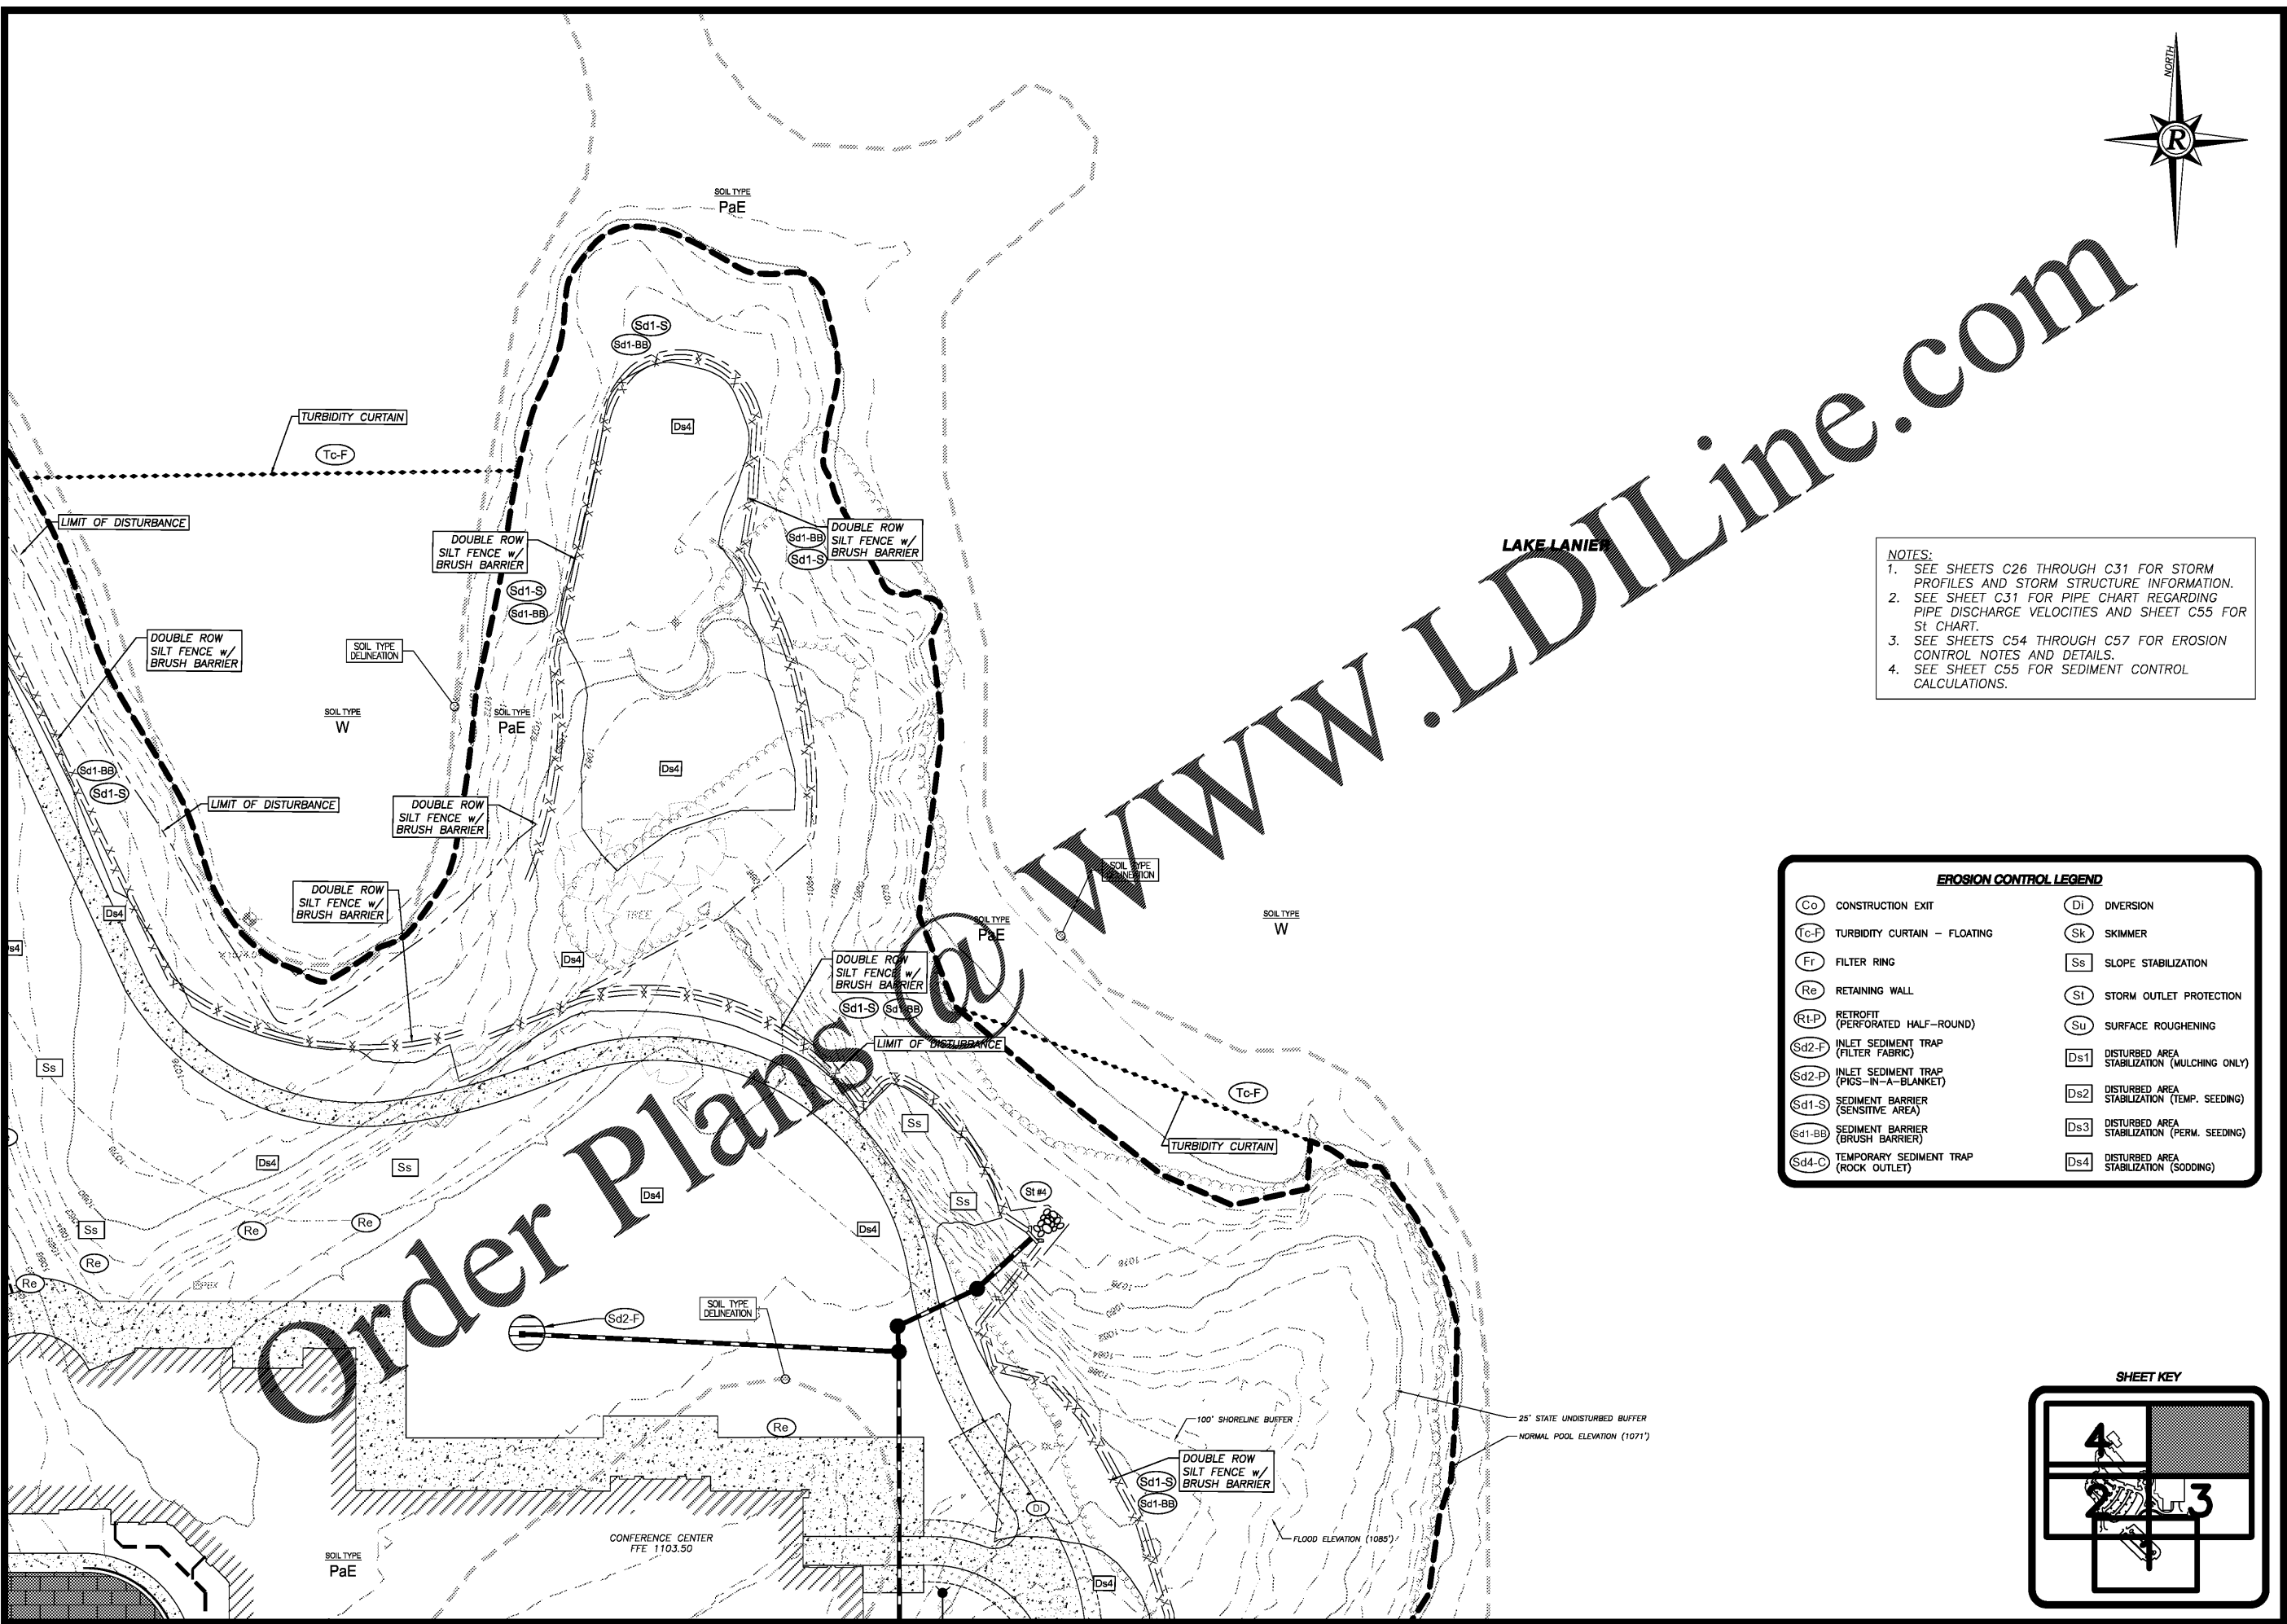 NORTH
R
SOIL TYPE
PaE
Sd1-S
Sd1-BB
TURBIDITY CURTAIN
Tc-F
Ds4
LIMIT OF DISTURBANCE
DOUBLE ROW
SILT FENCE w/
BRUSH BARRIER
Sd1-S
Sd1-BB
DOUBLE ROW
SILT FENCE w/
BRUSH BARRIER
Sd1-BB
Sd1-S
LAKE LANIER
NOTES:
1. SEE SHEETS C26 THROUGH C31 FOR STORM
PROFILES AND STORM STRUCTURE INFORMATION.
2. SEE SHEET C31 FOR PIPE CHART REGARDING
PIPE DISCHARGE VELOCITIES AND SHEET C55 FOR
St CHART.
3. SEE SHEETS C54 THROUGH C57 FOR EROSION
CONTROL NOTES AND DETAILS.
4. SEE SHEET C55 FOR SEDIMENT CONTROL
CALCULATIONS.
DOUBLE ROW
SILT FENCE w/
BRUSH BARRIER
SOIL TYPE
DELINEATION
SOIL TYPE
W
SOIL TYPE
PaE
Sd1-BB
Sd1-S
Ds4
LIMIT OF DISTURBANCE
DOUBLE ROW
SILT FENCE w/
BRUSH BARRIER
DOUBLE ROW
SILT FENCE w/
BRUSH BARRIER
Ds4
TREE
1084
1082
Ds4
SOIL TYPE
DELINEATION
SOIL TYPE
PaE
SOIL TYPE
W
DOUBLE ROW
SILT FENCE w/
BRUSH BARRIER
Sd1-S
Sd1-BB
LIMIT OF DISTURBANCE
Order Plans @ www.LDILine.com
EROSION CONTROL LEGEND
Co CONSTRUCTION EXIT
Tc-F TURBIDITY CURTAIN - FLOATING
Fr FILTER RING
Re RETAINING WALL
Rt-P RETROFIT
(PERFORATED HALF-ROUND)
Sd2-F INLET SEDIMENT TRAP
(FILTER FABRIC)
Sd2-P INLET SEDIMENT TRAP
(PIGS-IN-A-BLANKET)
Sd1-S SEDIMENT BARRIER
(SENSITIVE AREA)
Sd1-BB SEDIMENT BARRIER
(BRUSH BARRIER)
Sd4-C TEMPORARY SEDIMENT TRAP
(ROCK OUTLET)
Di DIVERSION
Sk SKIMMER
Ss SLOPE STABILIZATION
St STORM OUTLET PROTECTION
Su SURFACE ROUGHENING
Ds1 DISTURBED AREA
STABILIZATION (MULCHING ONLY)
Ds2 DISTURBED AREA
STABILIZATION (TEMP. SEEDING)
Ds3 DISTURBED AREA
STABILIZATION (PERM. SEEDING)
Ds4 DISTURBED AREA
STABILIZATION (SODDING)
Ss
Tc-F
TURBIDITY CURTAIN
Ss
Ds4
Ss
Ds4
Ss
St #4
Ds4
Ss
Re
Re
Re
Re
Sd2-F
SOIL TYPE
DELINEATION
1078
1080
1082
1084
1086
Re
100' SHORELINE BUFFER
25' STATE UNDISTURBED BUFFER
NORMAL POOL ELEVATION (1071')
DOUBLE ROW
SILT FENCE w/
BRUSH BARRIER
Sd1-S
Sd1-BB
Di
FLOOD ELEVATION (1085')
CONFERENCE CENTER
FFE 1103.50
SOIL TYPE
PaE
Ds4
SHEET KEY
4
2
3